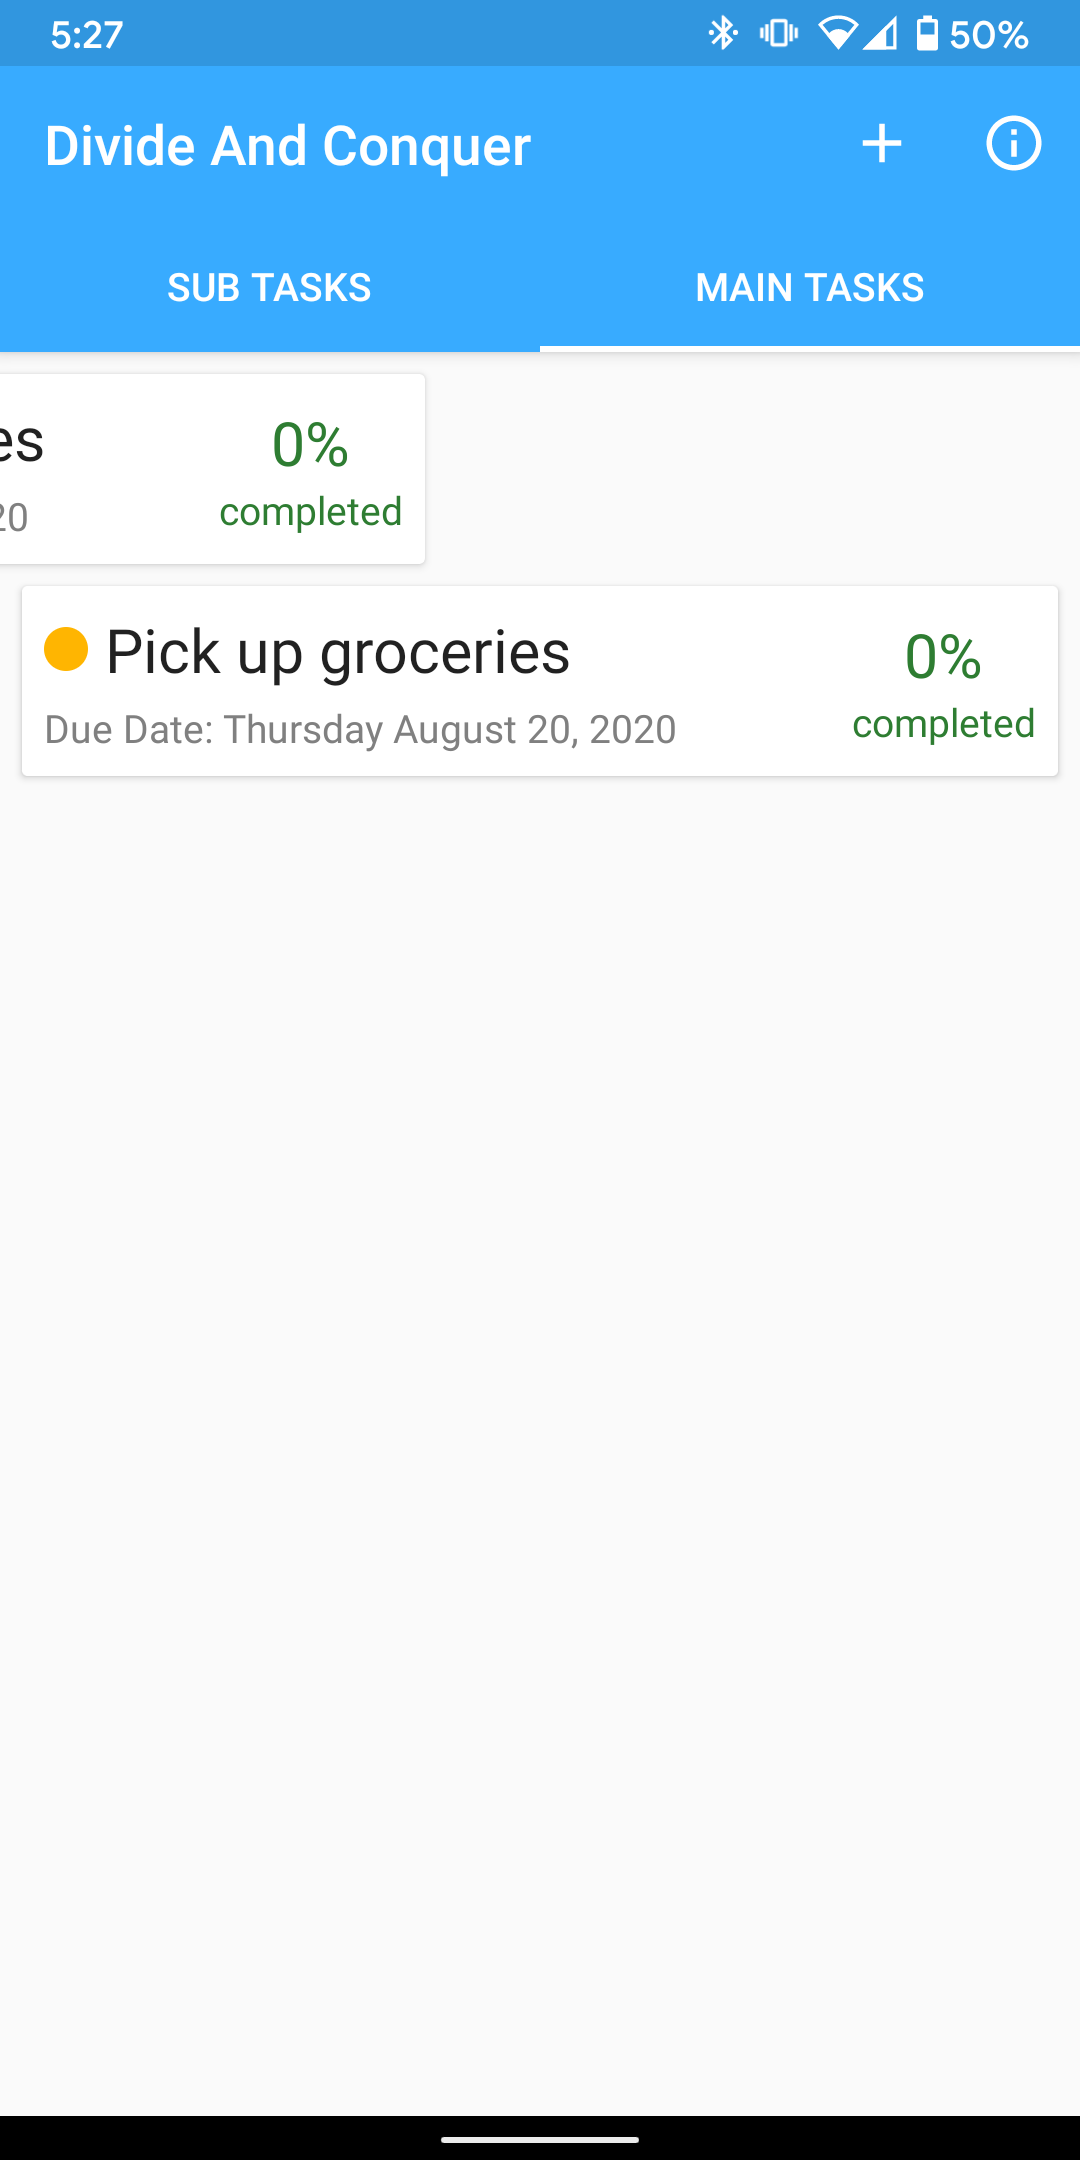 5:27
50%
Divide And Conquer
SUB TASKS
MAIN TASKS
es
0%
20
completed
Pick up groceries
0%
Due Date: Thursday August 20, 2020
completed